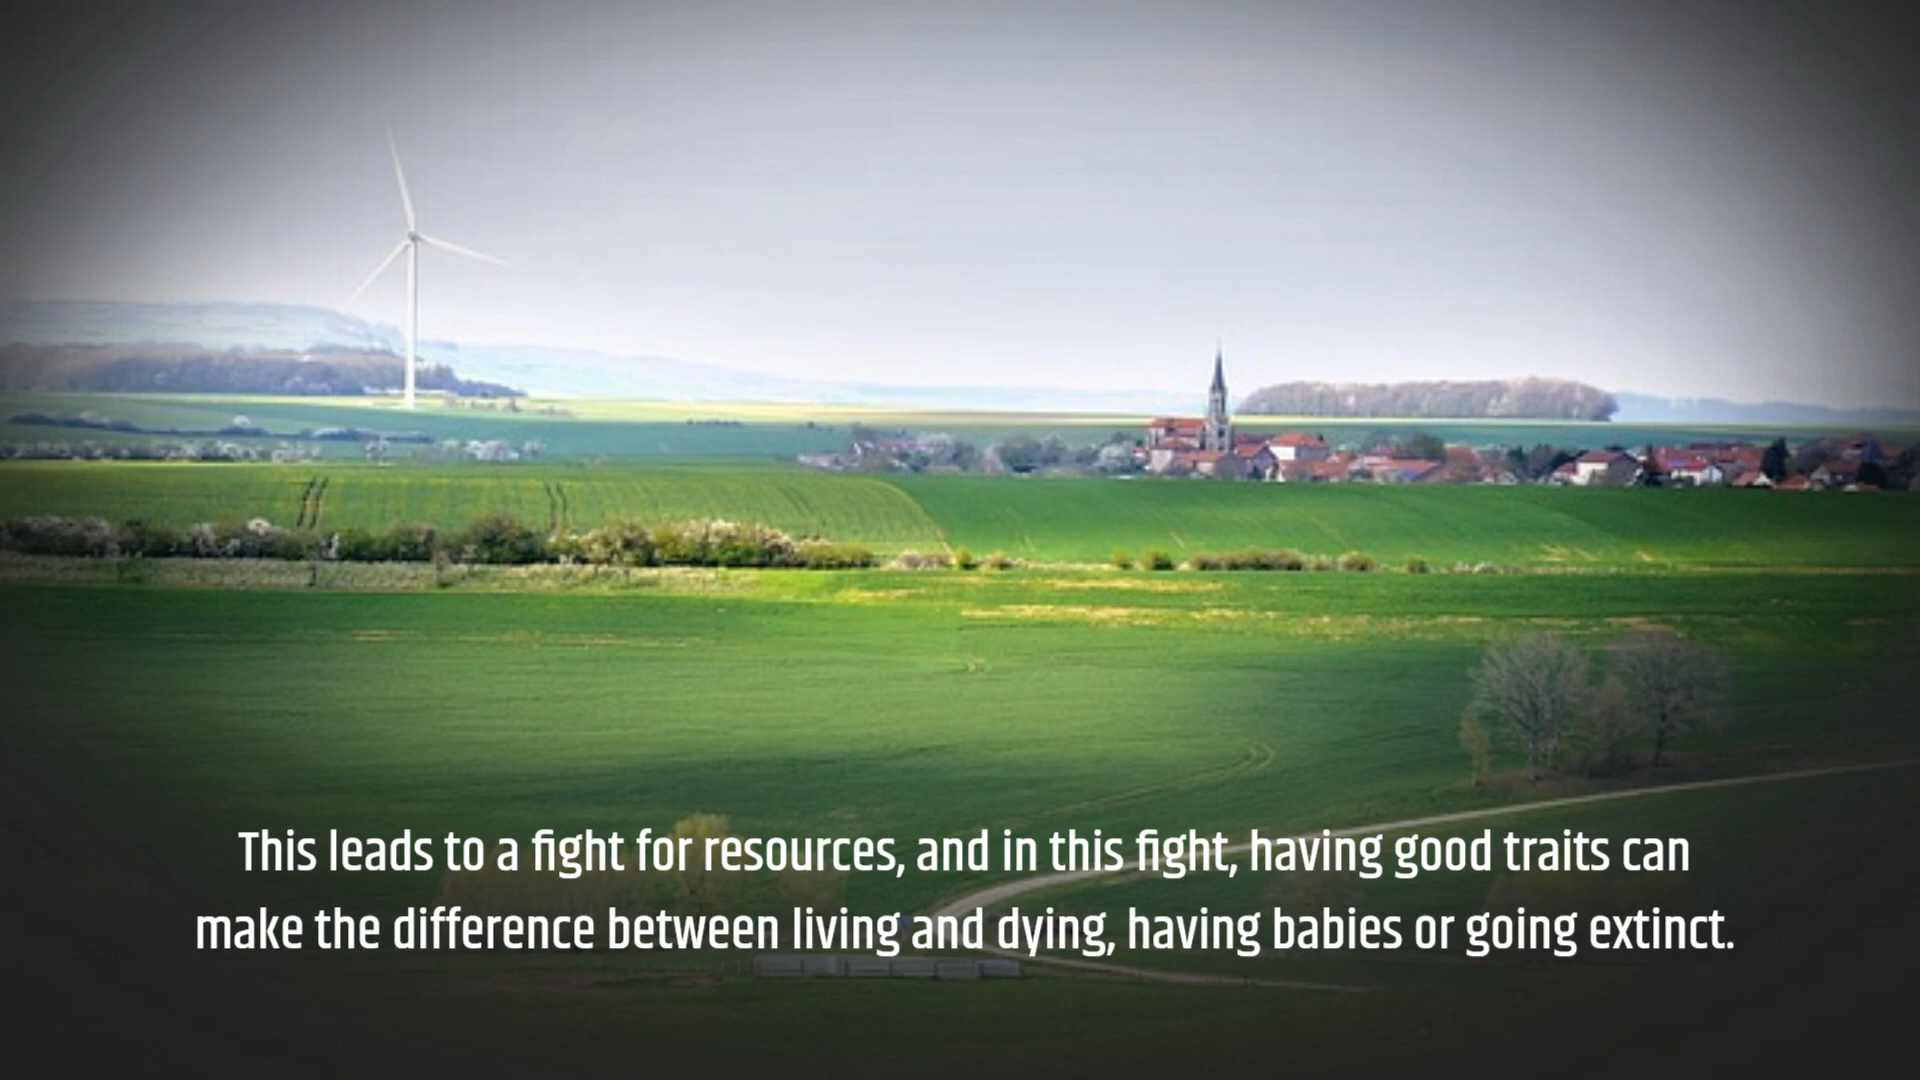 This leads to a fight for resources, and in this fight, having good traits can
make the difference between living and dying, having babies or going extinct.